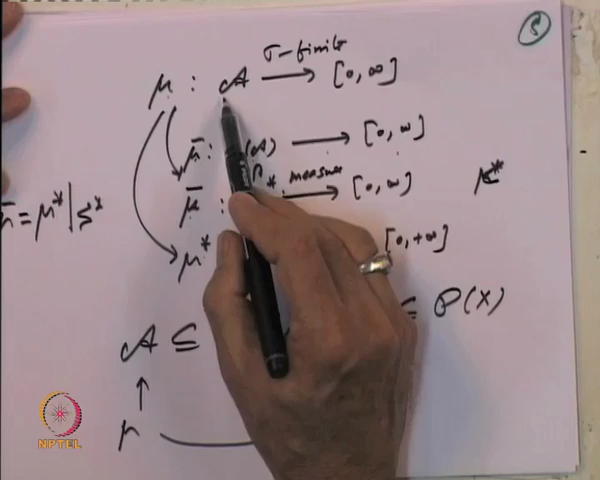 5
μ : 𝒜 —σ-finite→ [0, ∞]
μ̄ : (𝒜) → [0, ∞]
μ̄ : * —measure→ [0, ∞] 𝒮*
μ̄ = μ* | 𝒮*
μ* [0, +∞]
𝒜 ⊆ ⊆ 𝒫(X)
↑
μ
NPTEL